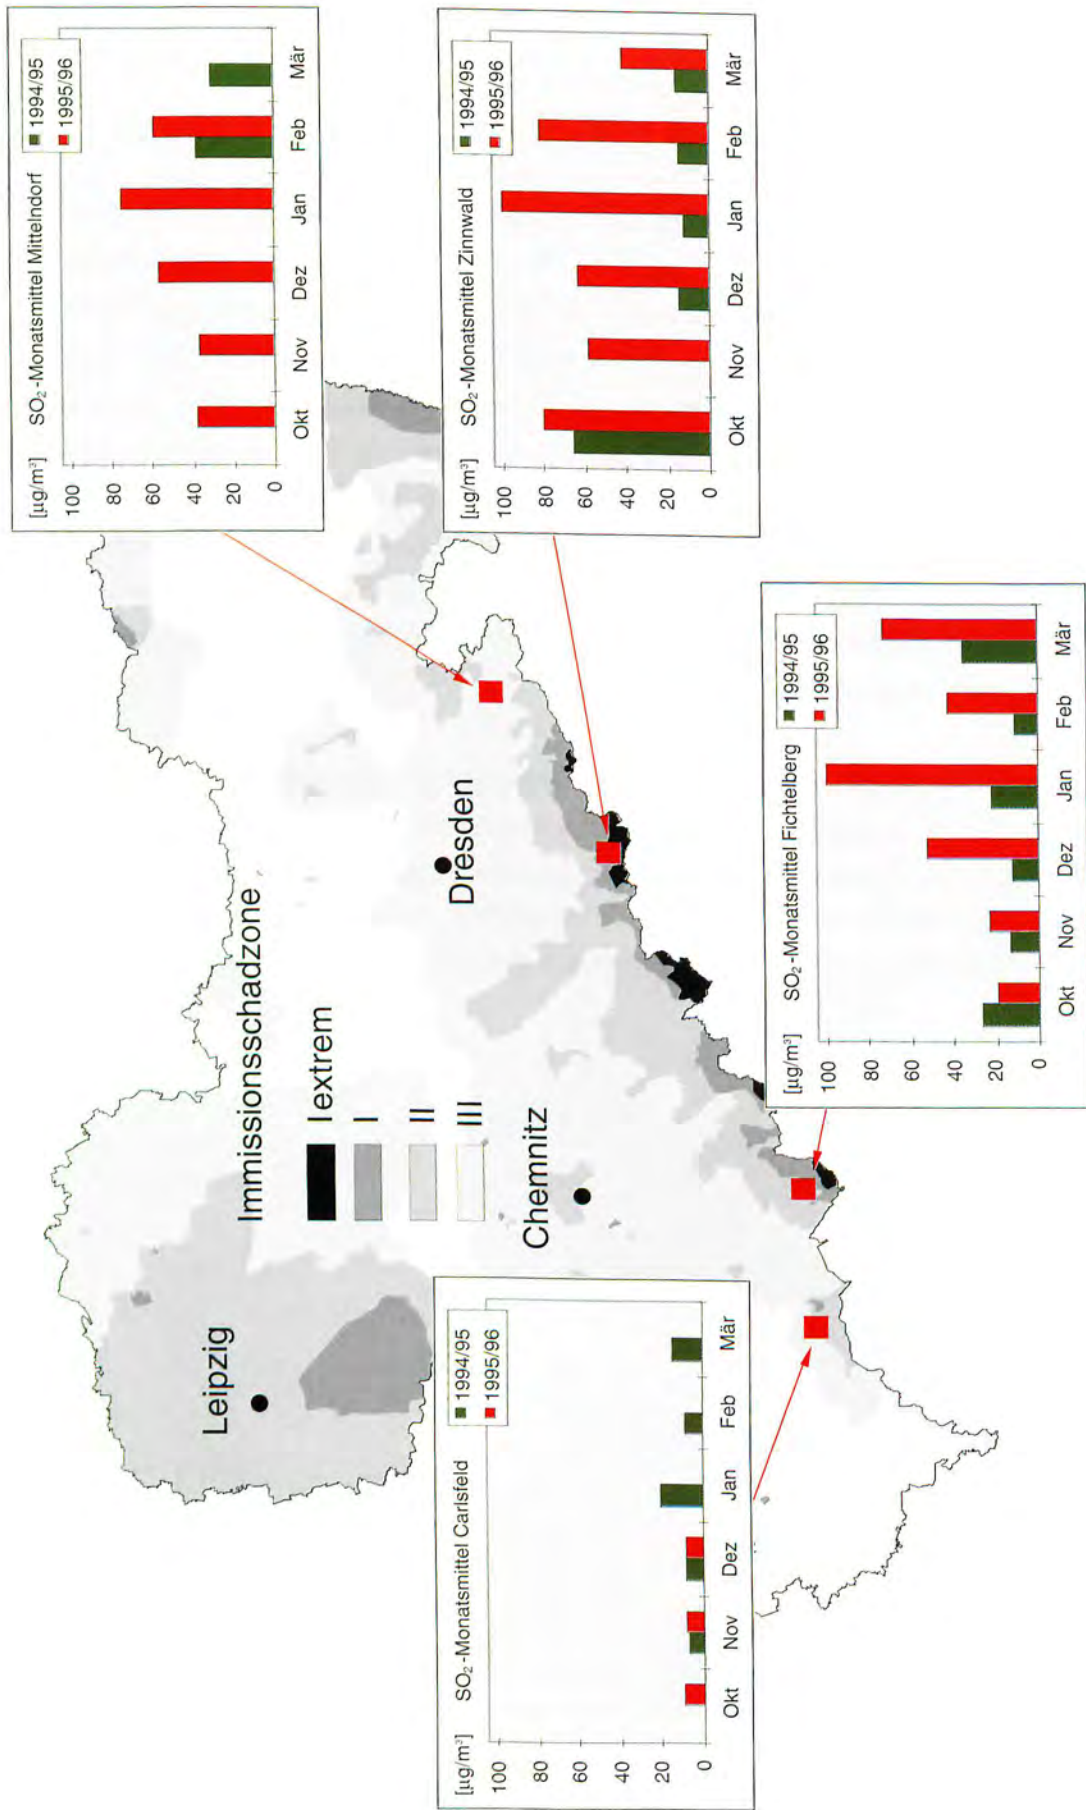 Leipzig
Immissionsschadzone
I extrem
I
II
III
Dresden
Chemnitz
[µg/m³] SO₂-Monatsmittel Mittelndorf
1994/95
1995/96
100
80
60
40
20
0
Okt Nov Dez Jan Feb Mär
[µg/m³] SO₂-Monatsmittel Zinnwald
1994/95
1995/96
100
80
60
40
20
0
Okt Nov Dez Jan Feb Mär
[µg/m³] SO₂-Monatsmittel Carlsfeld
1994/95
1995/96
100
80
60
40
20
0
Okt Nov Dez Jan Feb Mär
[µg/m³] SO₂-Monatsmittel Fichtelberg
1994/95
1995/96
100
80
60
40
20
0
Okt Nov Dez Jan Feb Mär